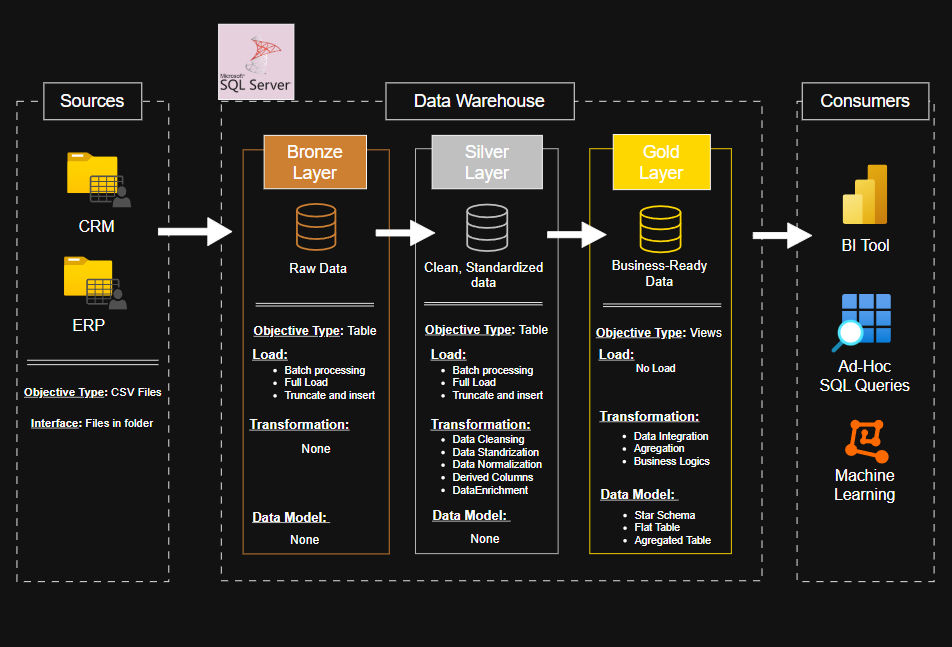 Microsoft®
SQL Server
Sources
CRM
ERP
Objective Type: CSV Files
Interface: Files in folder
Data Warehouse
Bronze
Layer
Raw Data
Objective Type: Table
Load:
• Batch processing
• Full Load
• Truncate and insert
Transformation:
None
Data Model:
None
Silver
Layer
Clean, Standardized
data
Objective Type: Table
Load:
• Batch processing
• Full Load
• Truncate and insert
Transformation:
• Data Cleansing
• Data Standrization
• Data Normalization
• Derived Columns
• DataEnrichment
Data Model:
None
Gold
Layer
Business-Ready
Data
Objective Type: Views
Load:
No Load
Transformation:
• Data Integration
• Agregation
• Business Logics
Data Model:
• Star Schema
• Flat Table
• Agregated Table
Consumers
BI Tool
Ad-Hoc
SQL Queries
Machine
Learning